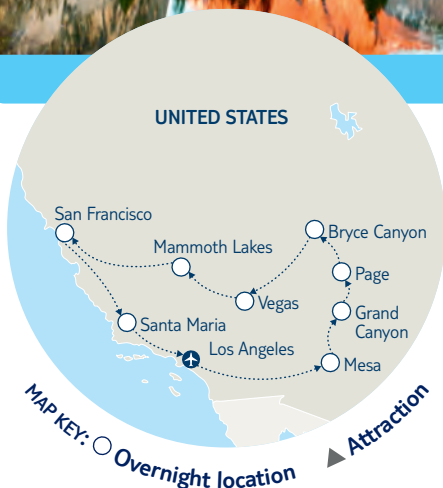 UNITED STATES
San Francisco
Mammoth Lakes
Bryce Canyon
Page
Vegas
Grand
Canyon
Santa Maria
Los Angeles
Mesa
MAP KEY: Overnight location
Attraction